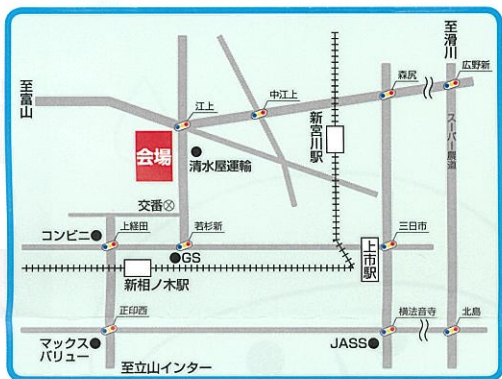 至滑川
広野新
森尻
至富山
中江上
江上
新宮川駅
スーパー農道
会場
清水屋運輸
交番
コンビニ
上経田
若杉新
三日市
GS
上市駅
新相ノ木駅
正印西
横法音寺
北島
マックス
バリュー
JASS
至立山インター